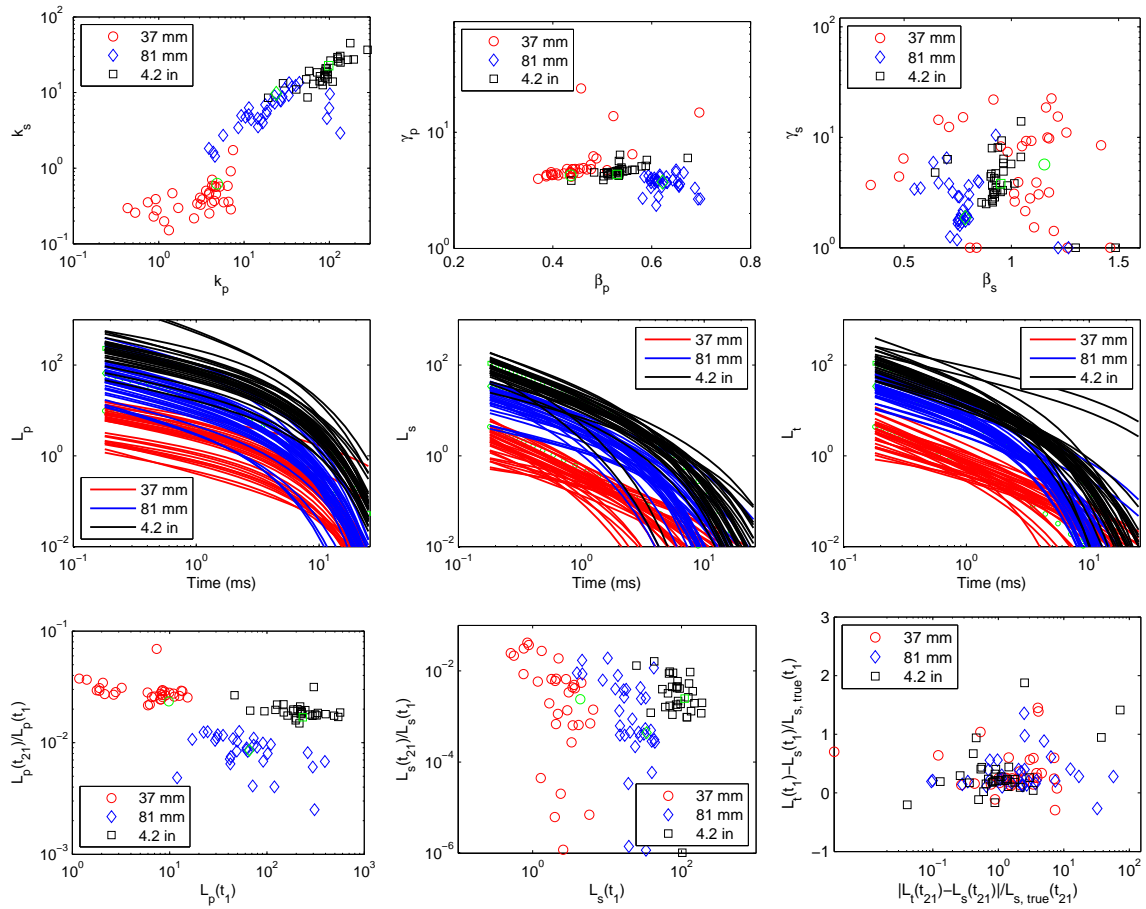 10^2
10^1
10^0
10^-1
k_s
37 mm
81 mm
4.2 in
10^-1
10^0
10^1
10^2
k_p
10^1
10^0
γ_p
37 mm
81 mm
4.2 in
0.2
0.4
0.6
0.8
β_p
10^2
10^1
10^0
γ_s
37 mm
81 mm
4.2 in
0.5
1
1.5
β_s
10^2
10^0
10^-2
L_p
37 mm
81 mm
4.2 in
10^0
10^1
Time (ms)
10^2
10^0
10^-2
L_s
37 mm
81 mm
4.2 in
10^0
10^1
Time (ms)
10^2
10^0
10^-2
L_t
37 mm
81 mm
4.2 in
10^0
10^1
Time (ms)
10^-1
10^-2
10^-3
L_p(t_21)/L_p(t_1)
37 mm
81 mm
4.2 in
10^0
10^1
10^2
10^3
L_p(t_1)
10^-2
10^-4
10^-6
L_s(t_21)/L_s(t_1)
37 mm
81 mm
4.2 in
10^0
10^2
L_s(t_1)
3
2
1
0
−1
L_t(t_1)−L_s(t_1)/L_s, true(t_1)
37 mm
81 mm
4.2 in
10^-1
10^0
10^1
10^2
|L_t(t_21)−L_s(t_21)|/L_s, true(t_21)